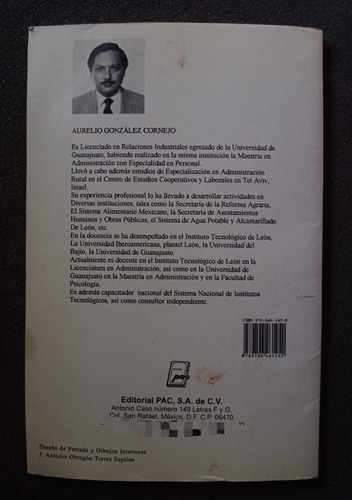 AURELIO GONZÁLEZ CORNEJO
Es Licenciado en Relaciones Industriales egresado de la Universidad de
Guanajuato, habiendo realizado en la misma institución la Maestría en
Administración con Especialidad en Personal.
Llevó a cabo además estudios de Especialización en Administración
Rural en el Centro de Estudios Cooperativos y Laborales en Tel Aviv,
Israel.
Su experiencia profesional lo ha llevado a desarrollar actividades en
Diversas instituciones, tales como la Secretaría de la Reforma Agraria,
El Sistema Alimentario Mexicano, la Secretaría de Asentamientos
Humanos y Obras Públicas, el Sistema de Agua Potable y Alcantarillado
De León, etc.
En la docencia se ha desempeñado en el Instituto Tecnológico de León,
La Universidad Iberoamericana, plantel León, la Universidad del
Bajío, la Universidad de Guanajuato.
Actualmente es docente en el Instituto Tecnológico de León en la
Licenciatura en Administración, así como en la Universidad de
Guanajuato en la Maestría en Administración y en la Facultad de
Psicología.
Es además capacitador nacional del Sistema Nacional de Institutos
Tecnológicos, así como consultor independiente.
pac
Editorial PAC, S.A. de C.V.
Antonio Caso número 149 Letras F y G,
Col. San Rafael, México, D.F. C.P. 06470
Diseño de Portada y Dibujos Interiores
J. Antonio Obregón Torres Septien